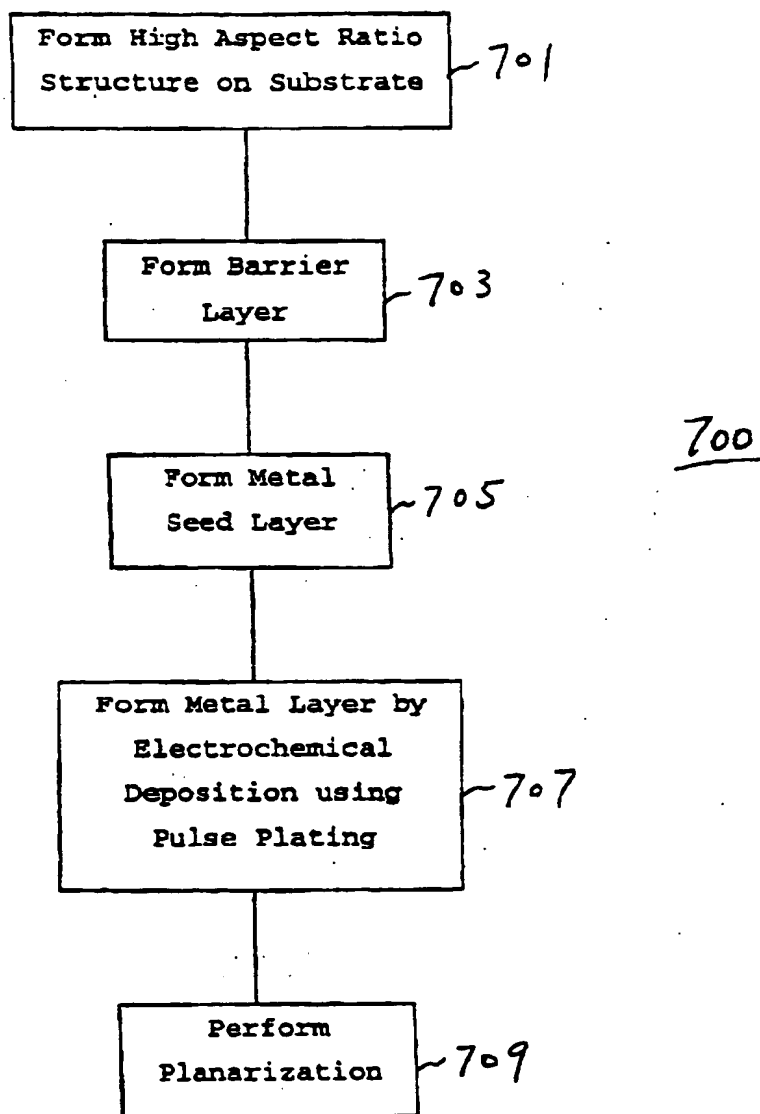 Form High Aspect Ratio
Structure on Substrate
701
Form Barrier
Layer
703
700
Form Metal
Seed Layer
705
Form Metal Layer by
Electrochemical
Deposition using
Pulse Plating
707
Perform
Planarization
709